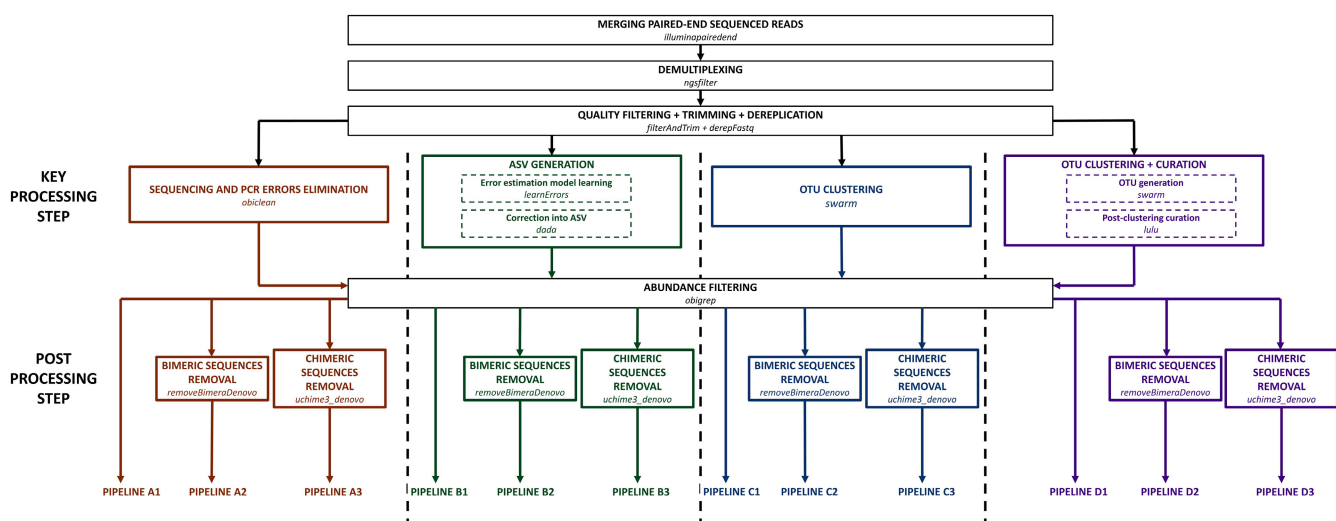 MERGING PAIRED-END SEQUENCED READS
illuminapairedend
DEMULTIPLEXING
ngsfilter
QUALITY FILTERING + TRIMMING + DEREPLICATION
filterAndTrim + derepFastq
KEY
PROCESSING
STEP
SEQUENCING AND PCR ERRORS ELIMINATION
obiclean
ASV GENERATION
Error estimation model learning
learnErrors
Correction into ASV
dada
OTU CLUSTERING
swarm
OTU CLUSTERING + CURATION
OTU generation
swarm
Post-clustering curation
lulu
ABUNDANCE FILTERING
obigrep
POST
PROCESSING
STEP
BIMERIC SEQUENCES
REMOVAL
removeBimeraDenovo
CHIMERIC
SEQUENCES
REMOVAL
uchime3_denovo
BIMERIC SEQUENCES
REMOVAL
removeBimeraDenovo
CHIMERIC
SEQUENCES
REMOVAL
uchime3_denovo
BIMERIC SEQUENCES
REMOVAL
removeBimeraDenovo
CHIMERIC
SEQUENCES
REMOVAL
uchime3_denovo
BIMERIC SEQUENCES
REMOVAL
removeBimeraDenovo
CHIMERIC
SEQUENCES
REMOVAL
uchime3_denovo
PIPELINE A1
PIPELINE A2
PIPELINE A3
PIPELINE B1
PIPELINE B2
PIPELINE B3
PIPELINE C1
PIPELINE C2
PIPELINE C3
PIPELINE D1
PIPELINE D2
PIPELINE D3